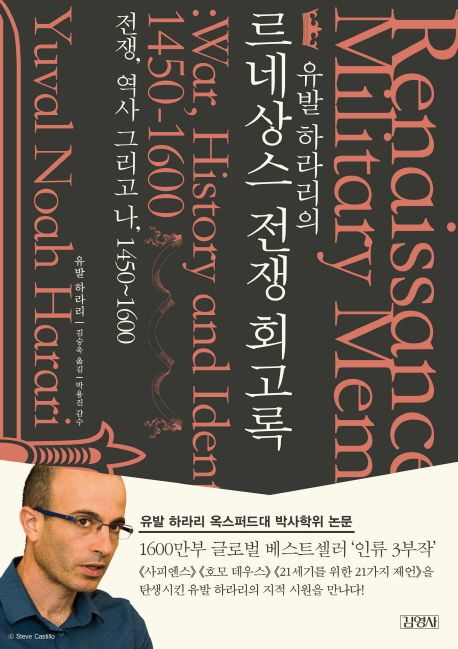 Renaissance
Military Mem
: War, History and Iden
1450-1600
Yuval Noah Harari
유발 하라리의
르네상스 전쟁 회고록
전쟁, 역사 그리고 나, 1450~1600
유발 하라리 | 김승욱 옮김 | 박용진 감수
유발 하라리 옥스퍼드대 박사학위 논문
1600만부 글로벌 베스트셀러 ‘인류 3부작’
《사피엔스》《호모 데우스》《21세기를 위한 21가지 제언》을
탄생시킨 유발 하라리의 지적 시원을 만나다!
김영사
© Steve Castillo